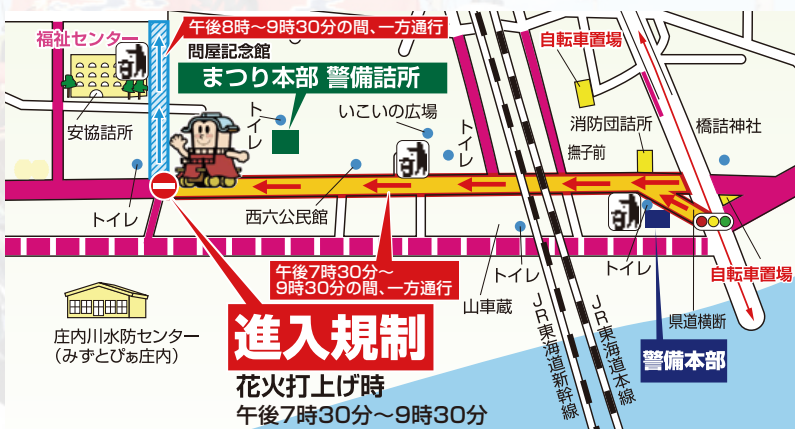 午後8時～9時30分の間、一方通行
福祉センター
問屋記念館
まつり本部 警備詰所
自転車置場
トイレ
いこいの広場
安協詰所
トイレ
消防団詰所
橋詰神社
撫子前
トイレ
西六公民館
午後7時30分～
9時30分の間、一方通行
トイレ
山車蔵
トイレ
自転車置場
県道横断
警備本部
庄内川水防センター
(みずとぴぁ庄内)
進入規制
花火打上げ時
午後7時30分～9時30分
JR東海道新幹線
JR東海道本線